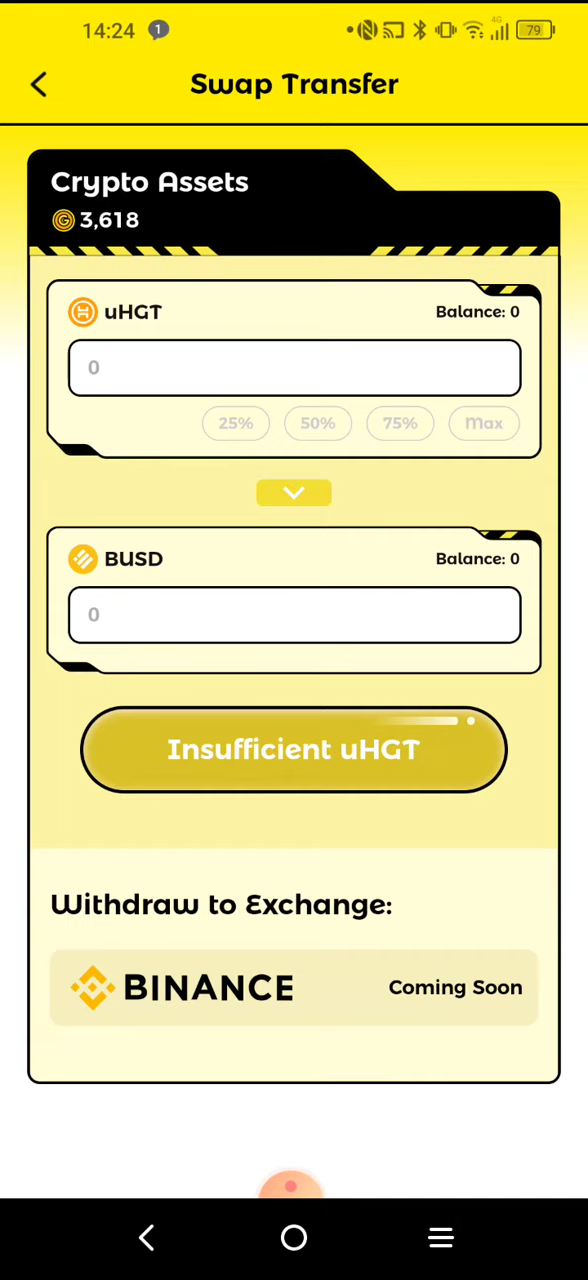 14:24 1 4G 79
Swap Transfer
Crypto Assets
3,618
uHGT Balance: 0
0
25% 50% 75% Max
BUSD Balance: 0
0
Insufficient uHGT
Withdraw to Exchange:
BINANCE Coming Soon